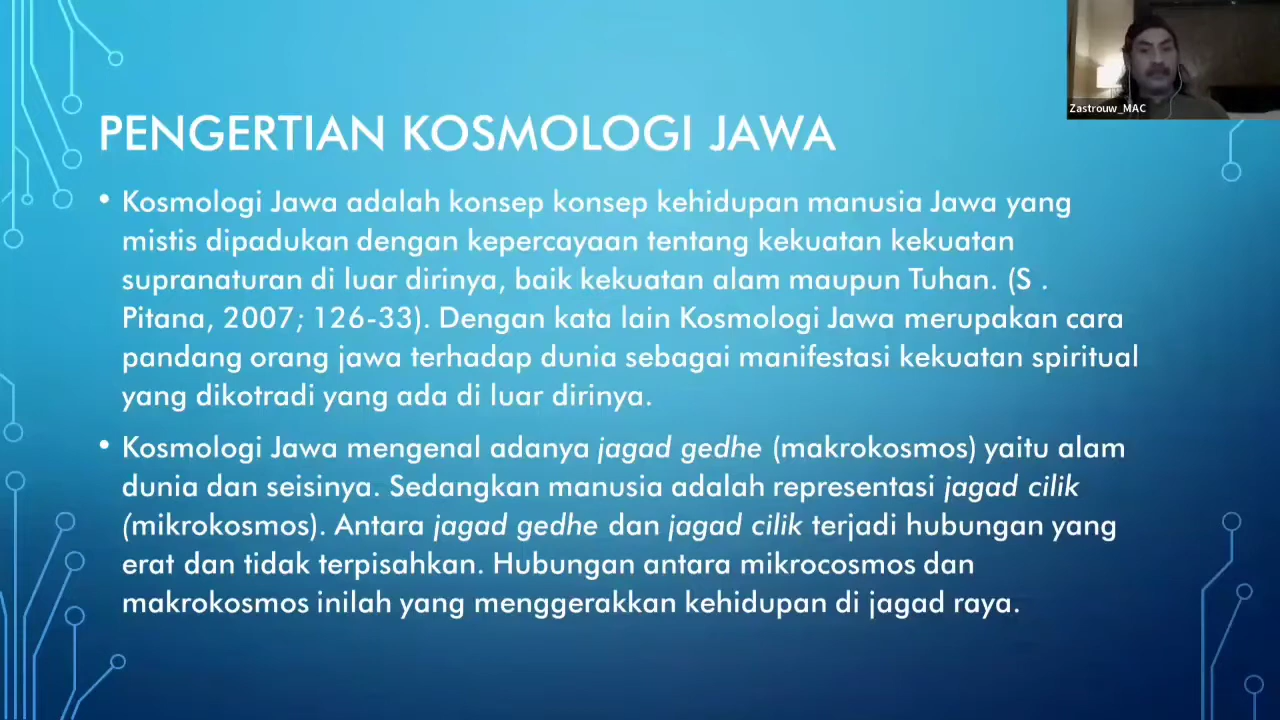 Zastrouw_MAC
PENGERTIAN KOSMOLOGI JAWA
• Kosmologi Jawa adalah konsep konsep kehidupan manusia Jawa yang
mistis dipadukan dengan kepercayaan tentang kekuatan kekuatan
supranaturan di luar dirinya, baik kekuatan alam maupun Tuhan. (S .
Pitana, 2007; 126-33). Dengan kata lain Kosmologi Jawa merupakan cara
pandang orang jawa terhadap dunia sebagai manifestasi kekuatan spiritual
yang dikotradi yang ada di luar dirinya.
• Kosmologi Jawa mengenal adanya jagad gedhe (makrokosmos) yaitu alam
dunia dan seisinya. Sedangkan manusia adalah representasi jagad cilik
(mikrokosmos). Antara jagad gedhe dan jagad cilik terjadi hubungan yang
erat dan tidak terpisahkan. Hubungan antara mikrocosmos dan
makrokosmos inilah yang menggerakkan kehidupan di jagad raya.